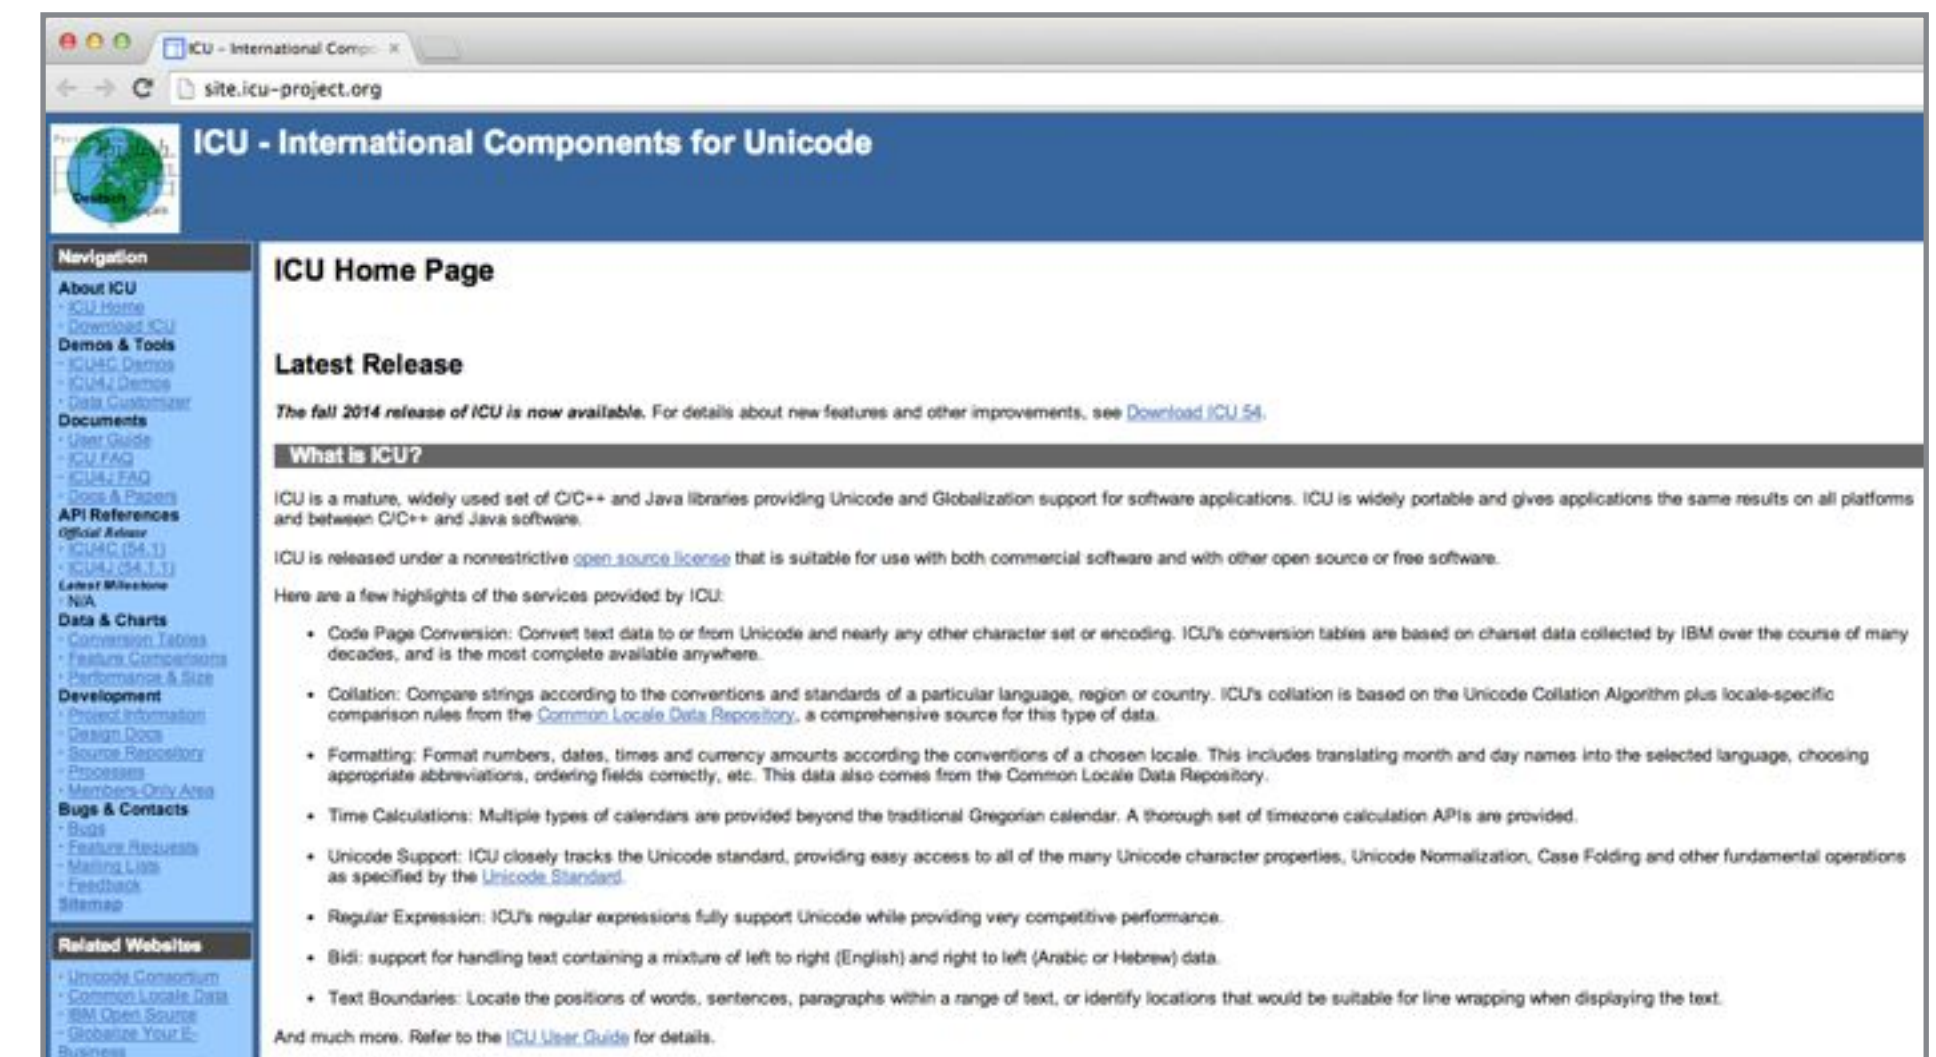 ICU - International Compo
site.icu-project.org
ICU - International Components for Unicode
Deutsch
Français
Navigation
About ICU
· ICU Home
· Download ICU
Demos & Tools
· ICU4C Demos
· ICU4J Demos
· Data Customizer
Documents
· User Guide
· ICU FAQ
· ICU4J FAQ
· Docs & Papers
API References
Official Release
· ICU4C (54.1)
· ICU4J (54.1.1)
Latest Milestone
· N/A
Data & Charts
· Conversion Tables
· Feature Comparisons
· Performance & Size
Development
· Project Information
· Design Docs
· Source Repository
· Processes
· Members-Only Area
Bugs & Contacts
· Bugs
· Feature Requests
· Mailing Lists
· Feedback
Sitemap
Related Websites
· Unicode Consortium
· Common Locale Data
· IBM Open Source
· Globalize Your E-
Business
ICU Home Page
Latest Release
The fall 2014 release of ICU is now available. For details about new features and other improvements, see Download ICU 54.
What is ICU?
ICU is a mature, widely used set of C/C++ and Java libraries providing Unicode and Globalization support for software applications. ICU is widely portable and gives applications the same results on all platforms
and between C/C++ and Java software.
ICU is released under a nonrestrictive open source license that is suitable for use with both commercial software and with other open source or free software.
Here are a few highlights of the services provided by ICU:
• Code Page Conversion: Convert text data to or from Unicode and nearly any other character set or encoding. ICU's conversion tables are based on charset data collected by IBM over the course of many
decades, and is the most complete available anywhere.
• Collation: Compare strings according to the conventions and standards of a particular language, region or country. ICU's collation is based on the Unicode Collation Algorithm plus locale-specific
comparison rules from the Common Locale Data Repository, a comprehensive source for this type of data.
• Formatting: Format numbers, dates, times and currency amounts according the conventions of a chosen locale. This includes translating month and day names into the selected language, choosing
appropriate abbreviations, ordering fields correctly, etc. This data also comes from the Common Locale Data Repository.
• Time Calculations: Multiple types of calendars are provided beyond the traditional Gregorian calendar. A thorough set of timezone calculation APIs are provided.
• Unicode Support: ICU closely tracks the Unicode standard, providing easy access to all of the many Unicode character properties, Unicode Normalization, Case Folding and other fundamental operations
as specified by the Unicode Standard.
• Regular Expression: ICU's regular expressions fully support Unicode while providing very competitive performance.
• Bidi: support for handling text containing a mixture of left to right (English) and right to left (Arabic or Hebrew) data.
• Text Boundaries: Locate the positions of words, sentences, paragraphs within a range of text, or identify locations that would be suitable for line wrapping when displaying the text.
And much more. Refer to the ICU User Guide for details.